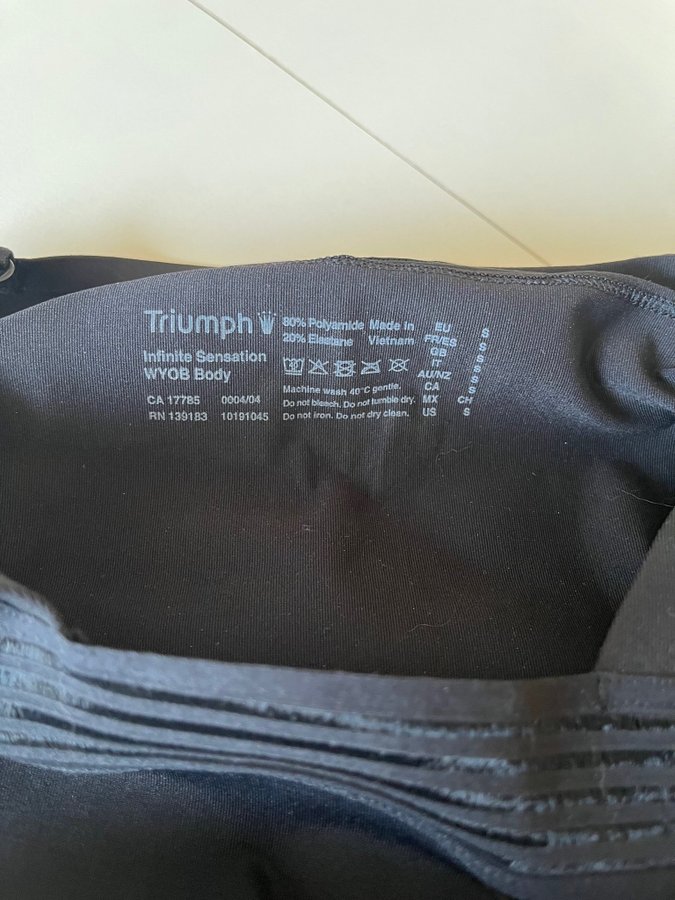 Triumph
Infinite Sensation
WYOB Body
CA 17785 0004/04
RN 139183 10191045
80% Polyamide
20% Elastane
Made in
Vietnam
Machine wash 40°C gentle.
Do not bleach. Do not tumble dry.
Do not iron. Do not dry clean.
EU S
FR/ES S
GB S
IT S
AU/NZ S
CA S
MX CH
US S